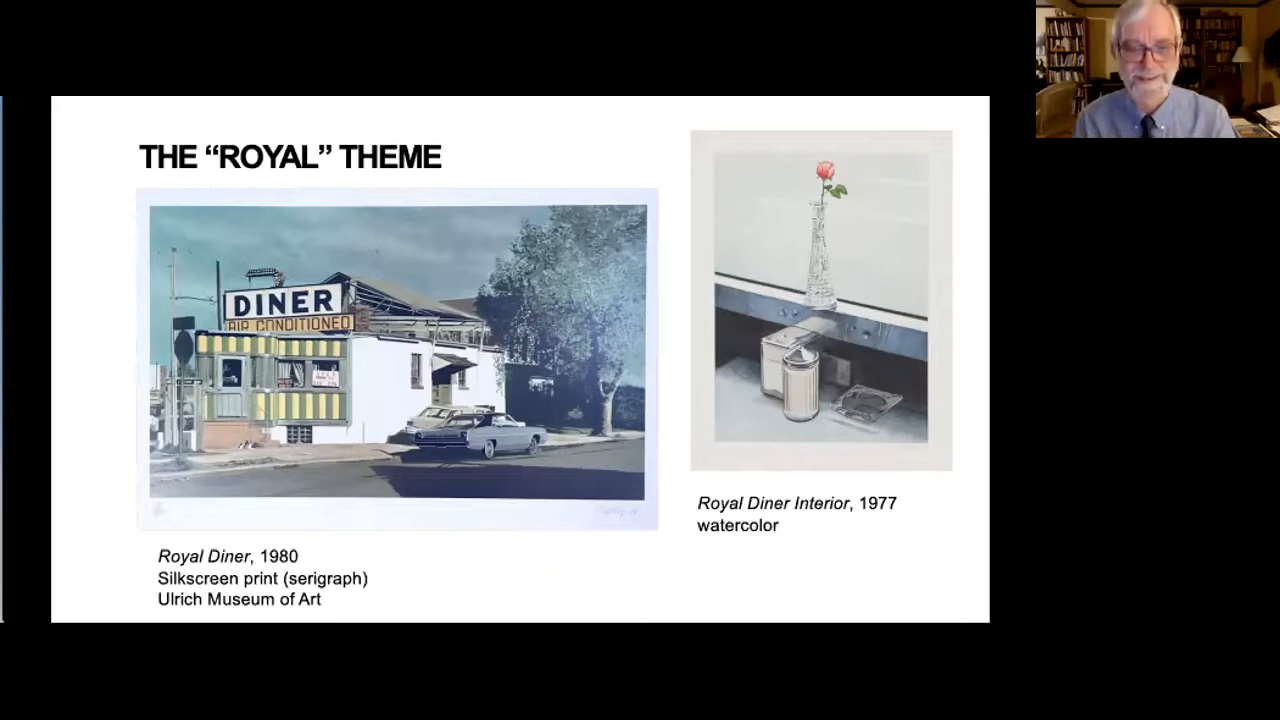 THE “ROYAL” THEME
DINER
AIR CONDITIONED
Royal Diner, 1980
Silkscreen print (serigraph)
Ulrich Museum of Art
Royal Diner Interior, 1977
watercolor